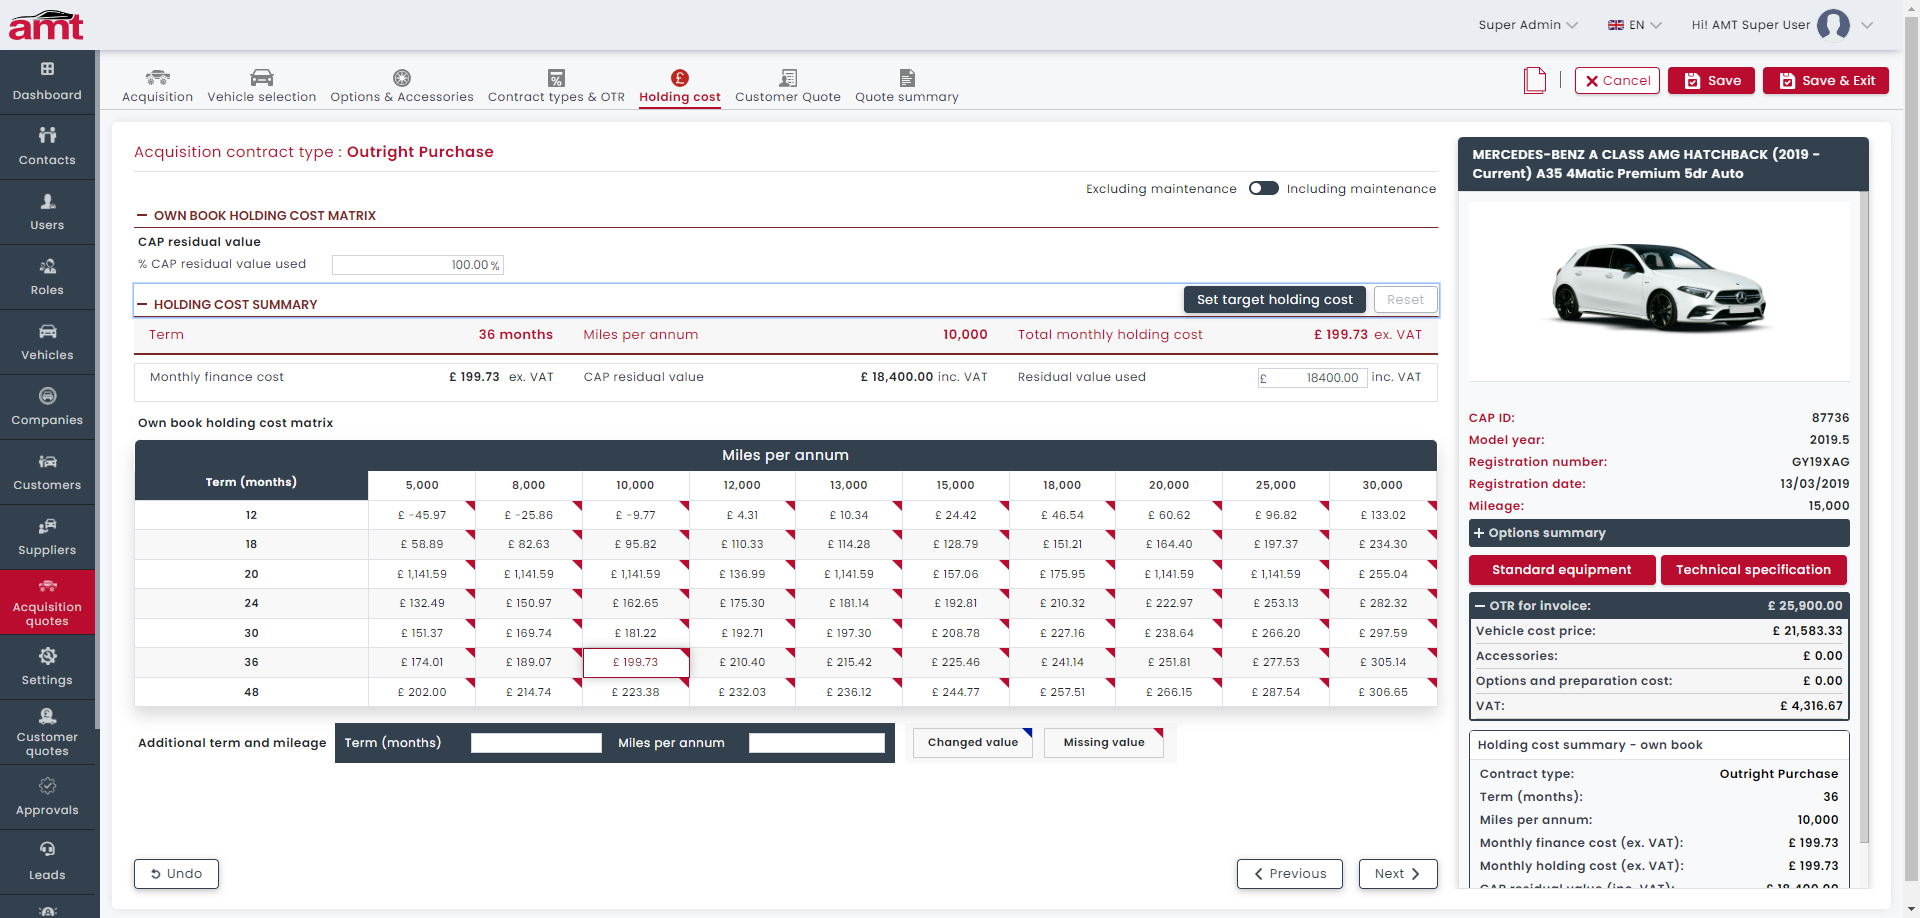 amt
Super Admin
EN
Hi! AMT Super User
Dashboard
Contacts
Users
Roles
Vehicles
Companies
Customers
Suppliers
Acquisition
quotes
Settings
Customer
quotes
Approvals
Leads
Acquisition
Vehicle selection
Options & Accessories
Contract types & OTR
Holding cost
Customer Quote
Quote summary
Cancel
Save
Save & Exit
Acquisition contract type : Outright Purchase
Excluding maintenance Including maintenance
OWN BOOK HOLDING COST MATRIX
CAP residual value
% CAP residual value used 100.00 %
HOLDING COST SUMMARY Set target holding cost Reset
Term 36 months Miles per annum 10,000 Total monthly holding cost £ 199.73 ex. VAT
Monthly finance cost £ 199.73 ex. VAT CAP residual value £ 18,400.00 inc. VAT Residual value used £ 18400.00 inc. VAT
Own book holding cost matrix
Miles per annum
Term (months) 5,000 8,000 10,000 12,000 13,000 15,000 18,000 20,000 25,000 30,000
12 £ -45.97 £ -25.86 £ -9.77 £ 4.31 £ 10.34 £ 24.42 £ 46.54 £ 60.62 £ 96.82 £ 133.02
18 £ 58.89 £ 82.63 £ 95.82 £ 110.33 £ 114.28 £ 128.79 £ 151.21 £ 164.40 £ 197.37 £ 234.30
20 £ 1,141.59 £ 1,141.59 £ 1,141.59 £ 136.99 £ 1,141.59 £ 157.06 £ 175.95 £ 1,141.59 £ 1,141.59 £ 255.04
24 £ 132.49 £ 150.97 £ 162.65 £ 175.30 £ 181.14 £ 192.81 £ 210.32 £ 222.97 £ 253.13 £ 282.32
30 £ 151.37 £ 169.74 £ 181.22 £ 192.71 £ 197.30 £ 208.78 £ 227.16 £ 238.64 £ 266.20 £ 297.59
36 £ 174.01 £ 189.07 £ 199.73 £ 210.40 £ 215.42 £ 225.46 £ 241.14 £ 251.81 £ 277.53 £ 305.14
48 £ 202.00 £ 214.74 £ 223.38 £ 232.03 £ 236.12 £ 244.77 £ 257.51 £ 266.15 £ 287.54 £ 306.65
Additional term and mileage Term (months) Miles per annum Changed value Missing value
Undo
Previous
Next
MERCEDES-BENZ A CLASS AMG HATCHBACK (2019 -
Current) A35 4Matic Premium 5dr Auto
CAP ID: 87736
Model year: 2019.5
Registration number: GY19XAG
Registration date: 13/03/2019
Mileage: 15,000
Options summary
Standard equipment
Technical specification
OTR for invoice: £ 25,900.00
Vehicle cost price: £ 21,583.33
Accessories: £ 0.00
Options and preparation cost: £ 0.00
VAT: £ 4,316.67
Holding cost summary - own book
Contract type: Outright Purchase
Term (months): 36
Miles per annum: 10,000
Monthly finance cost (ex. VAT): £ 199.73
Monthly holding cost (ex. VAT): £ 199.73
CAP residual value (inc. VAT): £ 18,400.00